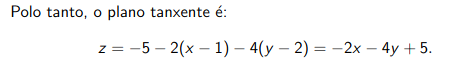 Polo tanto, o plano tanxente é:
z = −5 − 2(x − 1) − 4(y − 2) = −2x − 4y + 5.